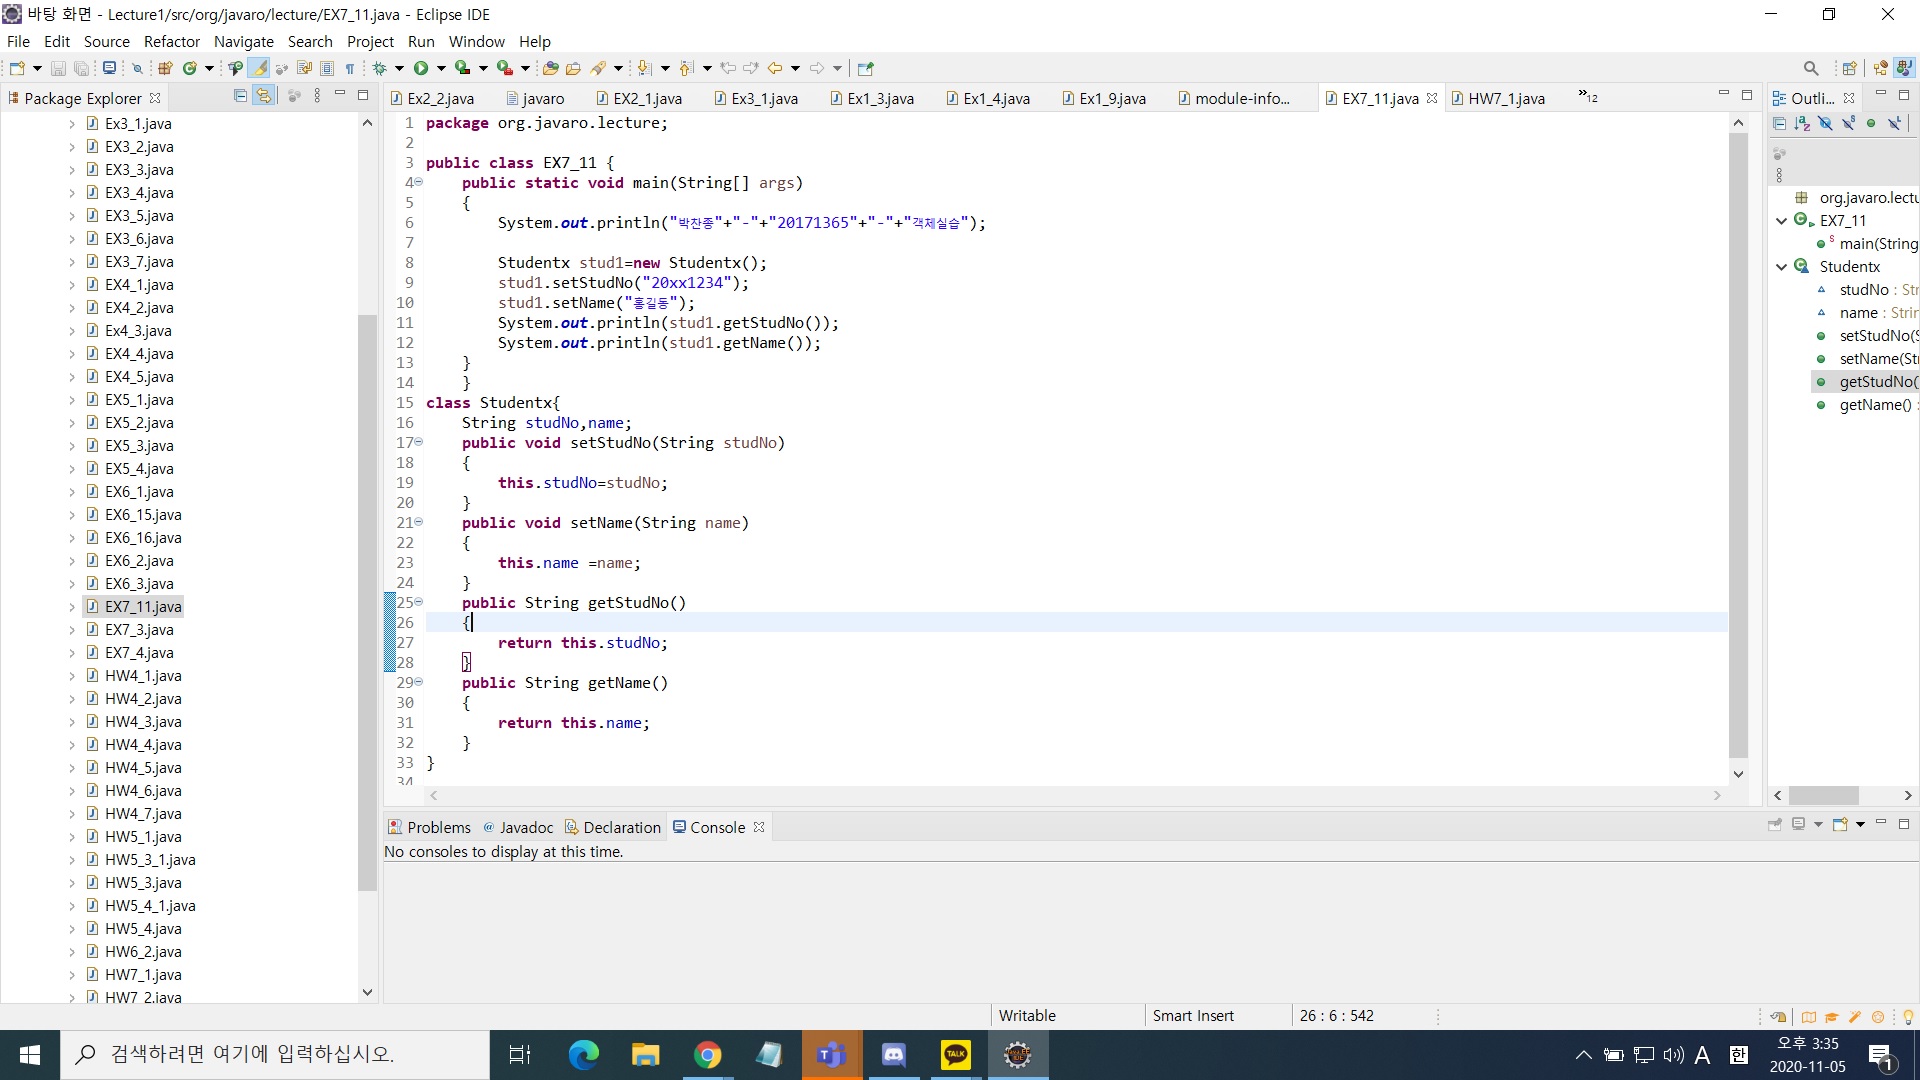 바탕 화면 - Lecture1/src/org/javaro/lecture/EX7_11.java - Eclipse IDE
File Edit Source Refactor Navigate Search Project Run Window Help
Package Explorer
Ex3_1.java
EX3_2.java
EX3_3.java
EX3_4.java
EX3_5.java
EX3_6.java
EX3_7.java
EX4_1.java
EX4_2.java
Ex4_3.java
EX4_4.java
EX4_5.java
EX5_1.java
EX5_2.java
EX5_3.java
EX5_4.java
EX6_1.java
EX6_15.java
EX6_16.java
EX6_2.java
EX6_3.java
EX7_11.java
EX7_3.java
EX7_4.java
HW4_1.java
HW4_2.java
HW4_3.java
HW4_4.java
HW4_5.java
HW4_6.java
HW4_7.java
HW5_1.java
HW5_3_1.java
HW5_3.java
HW5_4_1.java
HW5_4.java
HW6_2.java
HW7_1.java
HW7_2.java
Ex2_2.java javaro EX2_1.java Ex3_1.java Ex1_3.java Ex1_4.java Ex1_9.java module-info... EX7_11.java HW7_1.java »12
1 package org.javaro.lecture;
2
3 public class EX7_11 {
4 public static void main(String[] args)
5 {
6 System.out.println("박찬종"+"-"+"20171365"+"-"+"객체실습");
7
8 Studentx stud1=new Studentx();
9 stud1.setStudNo("20xx1234");
10 stud1.setName("홍길동");
11 System.out.println(stud1.getStudNo());
12 System.out.println(stud1.getName());
13 }
14 }
15 class Studentx{
16 String studNo,name;
17 public void setStudNo(String studNo)
18 {
19 this.studNo=studNo;
20 }
21 public void setName(String name)
22 {
23 this.name =name;
24 }
25 public String getStudNo()
26 {
27 return this.studNo;
28 }
29 public String getName()
30 {
31 return this.name;
32 }
33 }
34
Outli...
org.javaro.lectu
EX7_11
main(String
Studentx
studNo : Str
name : Strin
setStudNo(S
setName(Stri
getStudNo(
getName() :
Problems @ Javadoc Declaration Console
No consoles to display at this time.
Writable Smart Insert 26 : 6 : 542
검색하려면 여기에 입력하십시오.
TALK
A 한
오후 3:35
2020-11-05
1